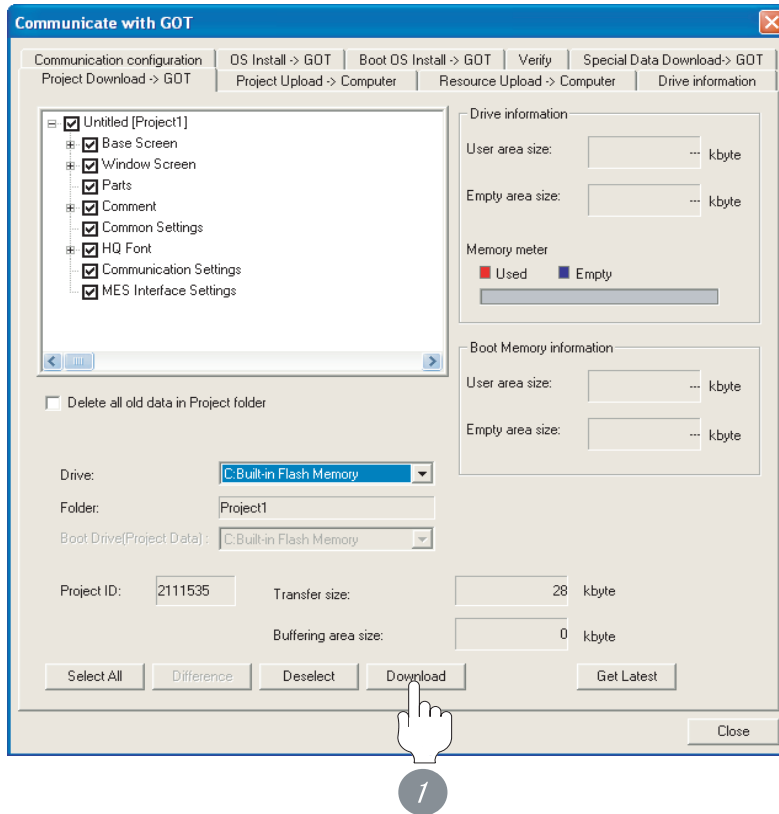 Communicate with GOT
Communication configuration OS Install -> GOT Boot OS Install -> GOT Verify Special Data Download-> GOT
Project Download -> GOT Project Upload -> Computer Resource Upload -> Computer Drive information
Untitled [Project1]
Base Screen
Window Screen
Parts
Comment
Common Settings
HQ Font
Communication Settings
MES Interface Settings
Delete all old data in Project folder
Drive: C:Built-in Flash Memory
Folder: Project1
Boot Drive(Project Data) : C:Built-in Flash Memory
Drive information
User area size: --- kbyte
Empty area size: --- kbyte
Memory meter
Used Empty
Boot Memory information
User area size: --- kbyte
Empty area size: --- kbyte
Project ID: 2111535 Transfer size: 28 kbyte
Buffering area size: 0 kbyte
Select All Difference Deselect Download Get Latest
Close
1